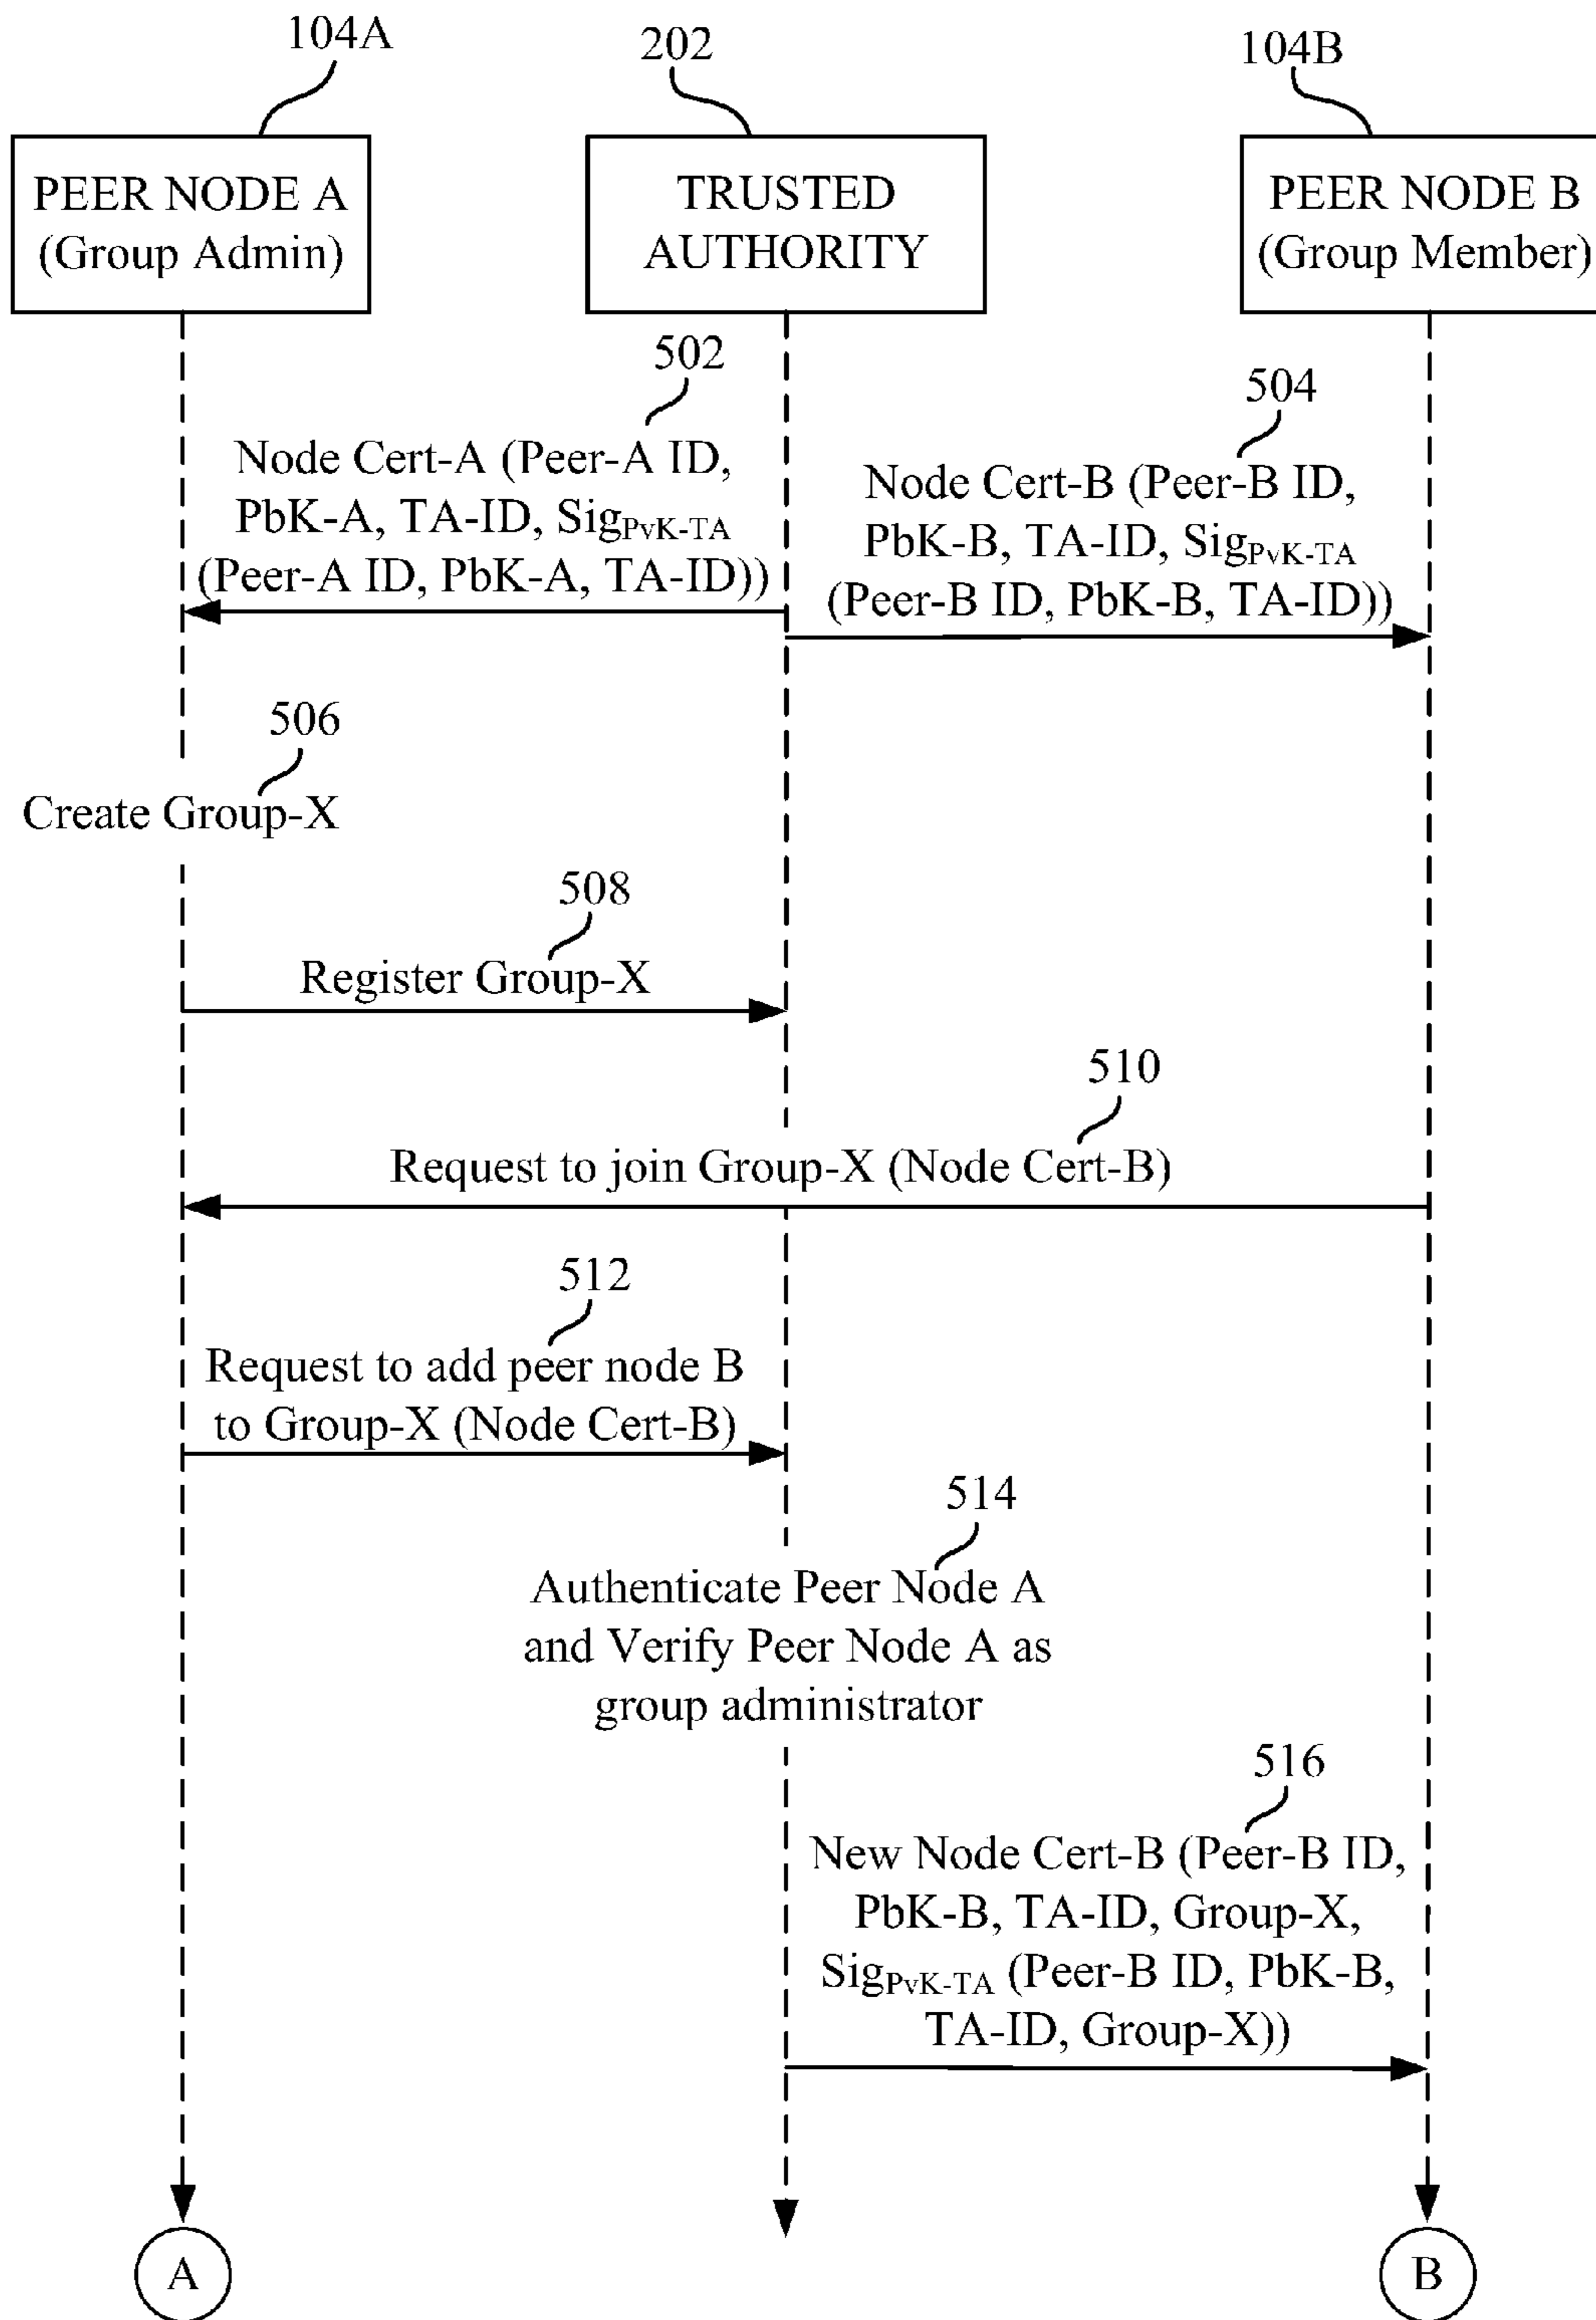 104A
202
104B
PEER NODE A
(Group Admin)
TRUSTED
AUTHORITY
PEER NODE B
(Group Member)
502
Node Cert-A (Peer-A ID,
PbK-A, TA-ID, SigPvK-TA
(Peer-A ID, PbK-A, TA-ID))
504
Node Cert-B (Peer-B ID,
PbK-B, TA-ID, SigPvK-TA
(Peer-B ID, PbK-B, TA-ID))
506
Create Group-X
508
Register Group-X
510
Request to join Group-X (Node Cert-B)
512
Request to add peer node B
to Group-X (Node Cert-B)
514
Authenticate Peer Node A
and Verify Peer Node A as
group administrator
516
New Node Cert-B (Peer-B ID,
PbK-B, TA-ID, Group-X,
SigPvK-TA (Peer-B ID, PbK-B,
TA-ID, Group-X))
A
B